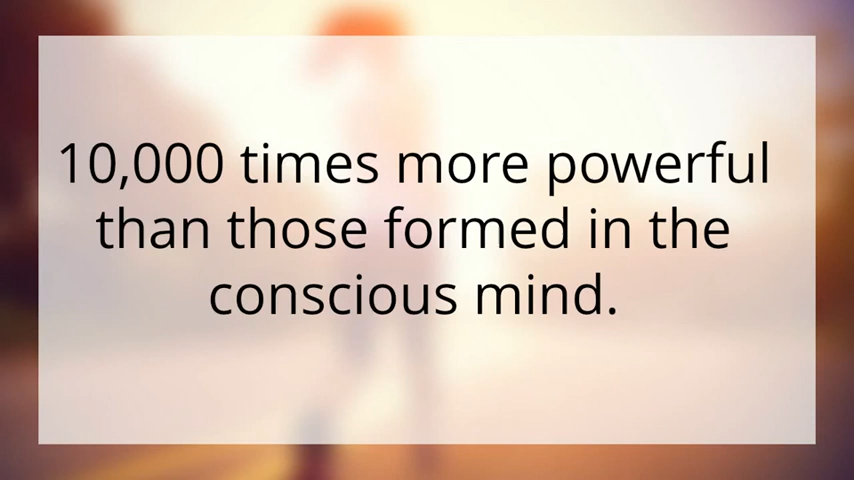 10,000 times more powerful
than those formed in the
conscious mind.